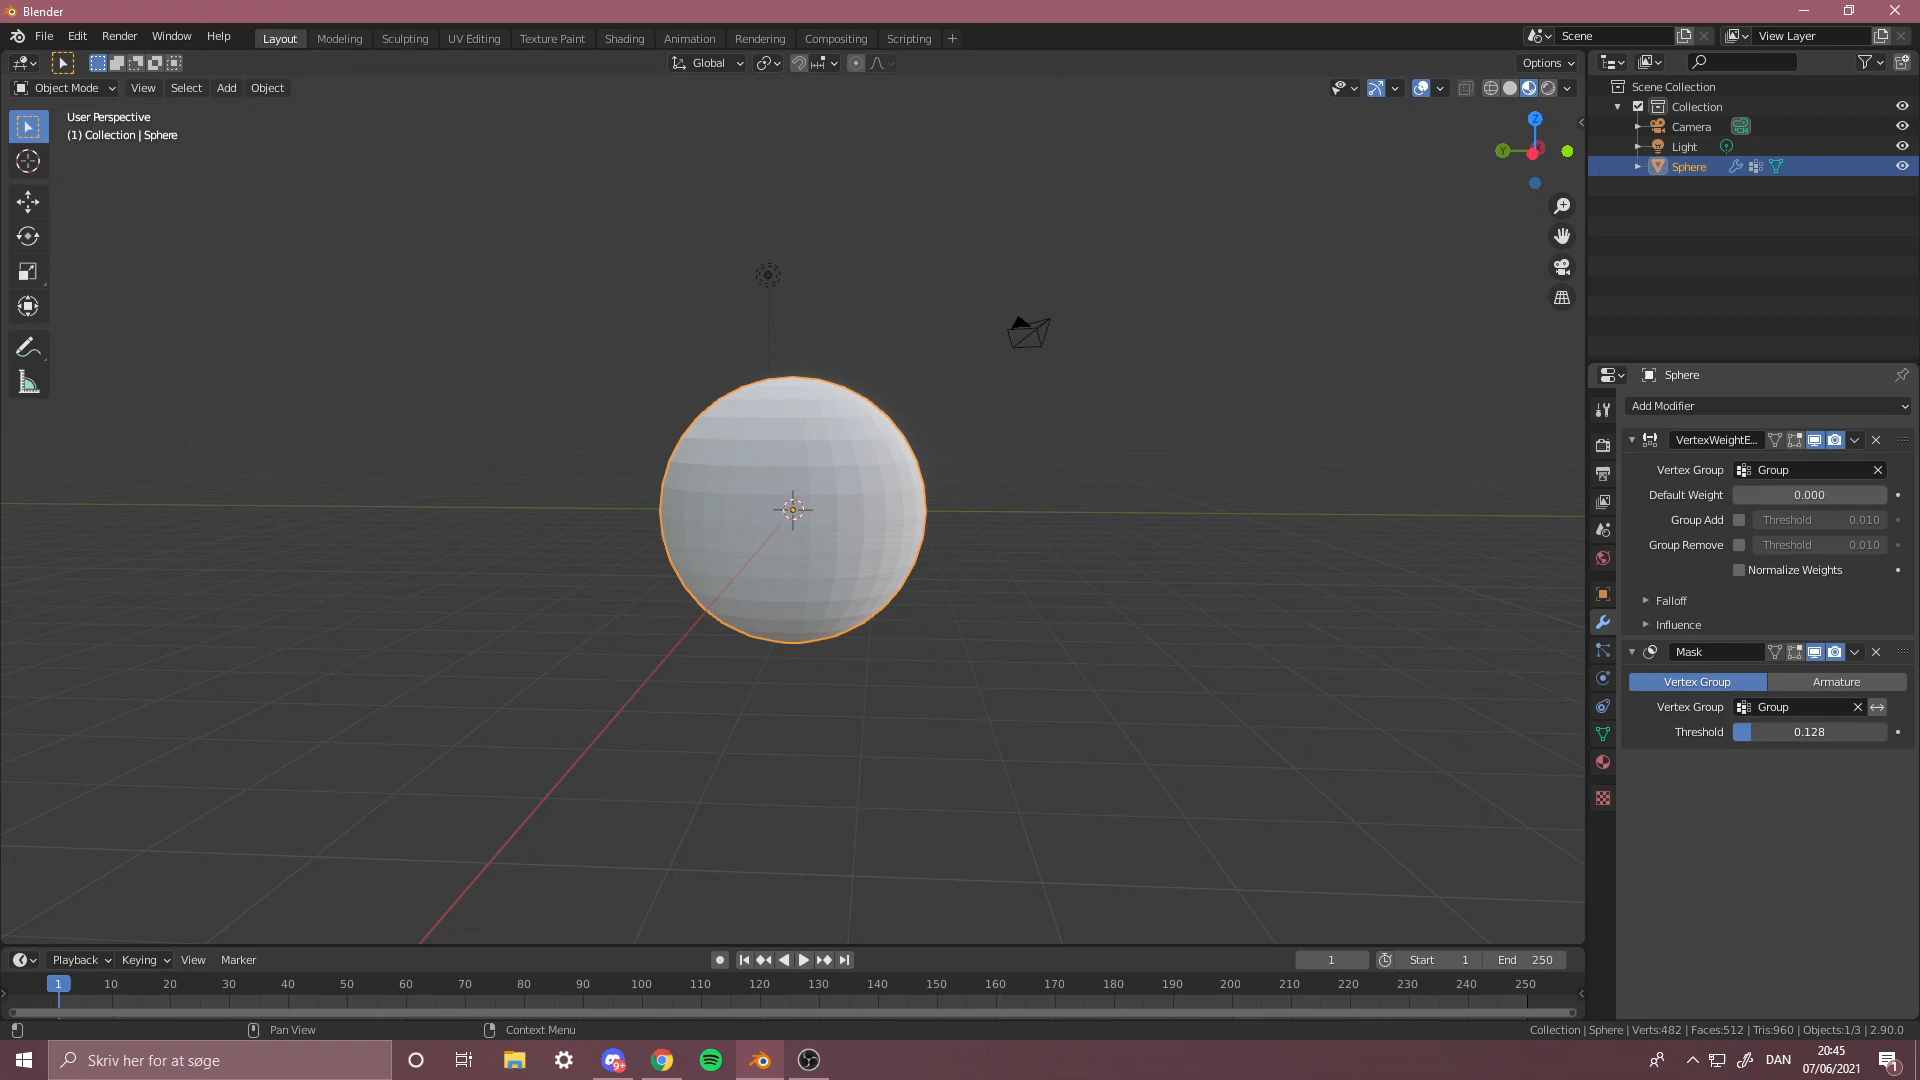 Blender
File Edit Render Window Help
Layout Modeling Sculpting UV Editing Texture Paint Shading Animation Rendering Compositing Scripting
Scene
View Layer
Global
Options
Object Mode View Select Add Object
User Perspective
(1) Collection | Sphere
Z
Y
X
Scene Collection
Collection
Camera
Light
Sphere
Sphere
Add Modifier
VertexWeightE...
Vertex Group Group
Default Weight 0.000
Group Add Threshold 0.010
Group Remove Threshold 0.010
Normalize Weights
Falloff
Influence
Mask
Vertex Group Armature
Vertex Group Group
Threshold 0.128
Playback Keying View Marker
1 Start 1 End 250
1 10 20 30 40 50 60 70 80 90 100 110 120 130 140 150 160 170 180 190 200 210 220 230 240 250
Pan View Context Menu
Collection | Sphere | Verts:482 | Faces:512 | Tris:960 | Objects:1/3 | 2.90.0
Skriv her for at søge
9+
DAN
20:45
07/06/2021
1